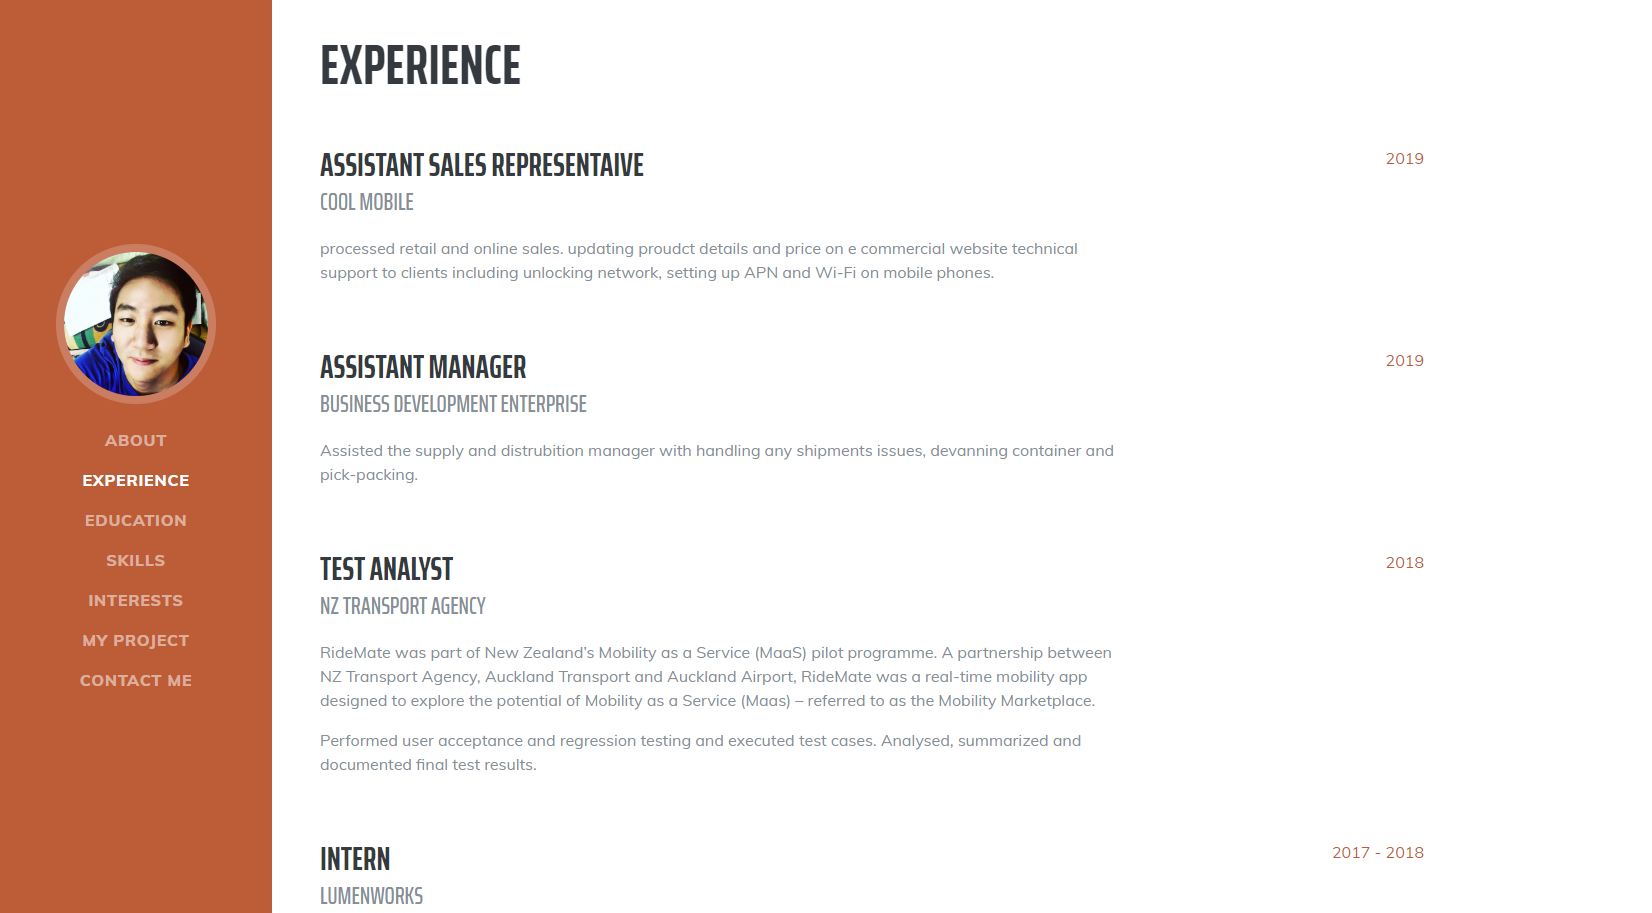 ABOUT
EXPERIENCE
EDUCATION
SKILLS
INTERESTS
MY PROJECT
CONTACT ME
EXPERIENCE
ASSISTANT SALES REPRESENTAIVE
2019
COOL MOBILE
processed retail and online sales. updating proudct details and price on e commercial website technical
support to clients including unlocking network, setting up APN and Wi-Fi on mobile phones.
ASSISTANT MANAGER
2019
BUSINESS DEVELOPMENT ENTERPRISE
Assisted the supply and distrubition manager with handling any shipments issues, devanning container and
pick-packing.
TEST ANALYST
2018
NZ TRANSPORT AGENCY
RideMate was part of New Zealand’s Mobility as a Service (MaaS) pilot programme. A partnership between
NZ Transport Agency, Auckland Transport and Auckland Airport, RideMate was a real-time mobility app
designed to explore the potential of Mobility as a Service (Maas) – referred to as the Mobility Marketplace.
Performed user acceptance and regression testing and executed test cases. Analysed, summarized and
documented final test results.
INTERN
2017 - 2018
LUMENWORKS